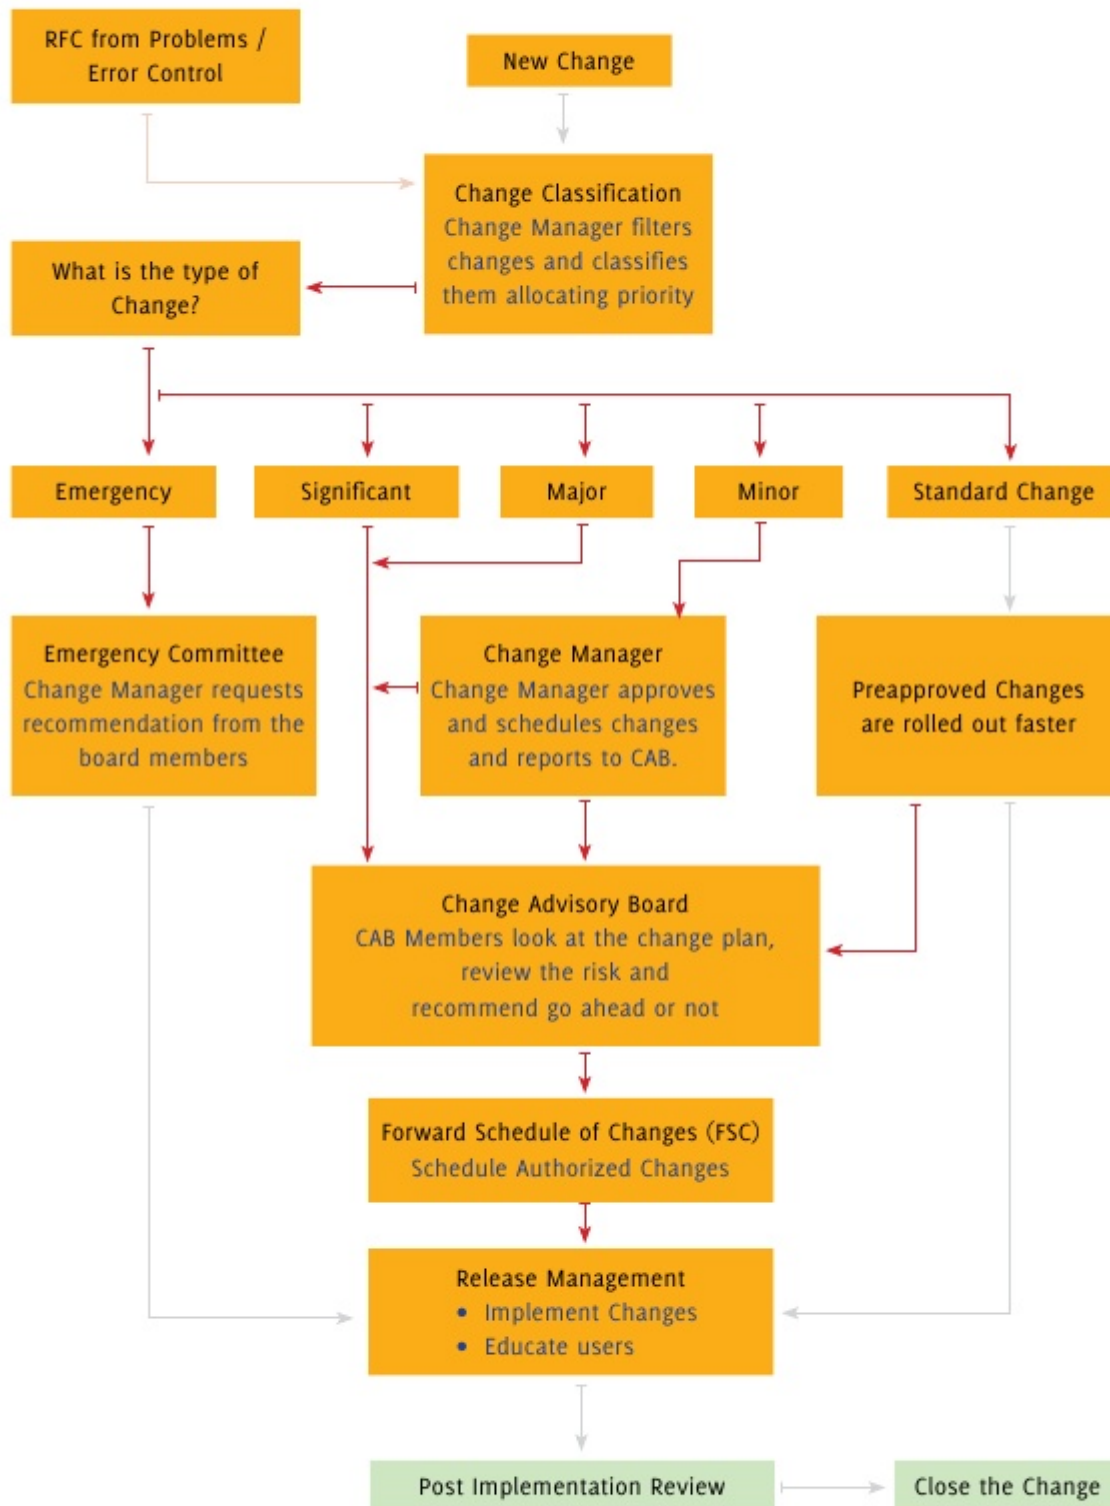 RFC from Problems /
Error Control
New Change
Change Classification
Change Manager filters
changes and classifies
them allocating priority
What is the type of
Change?
Emergency
Significant
Major
Minor
Standard Change
Emergency Committee
Change Manager requests
recommendation from the
board members
Change Manager
Change Manager approves
and schedules changes
and reports to CAB.
Preapproved Changes
are rolled out faster
Change Advisory Board
CAB Members look at the change plan,
review the risk and
recommend go ahead or not
Forward Schedule of Changes (FSC)
Schedule Authorized Changes
Release Management
• Implement Changes
• Educate users
Post Implementation Review
Close the Change